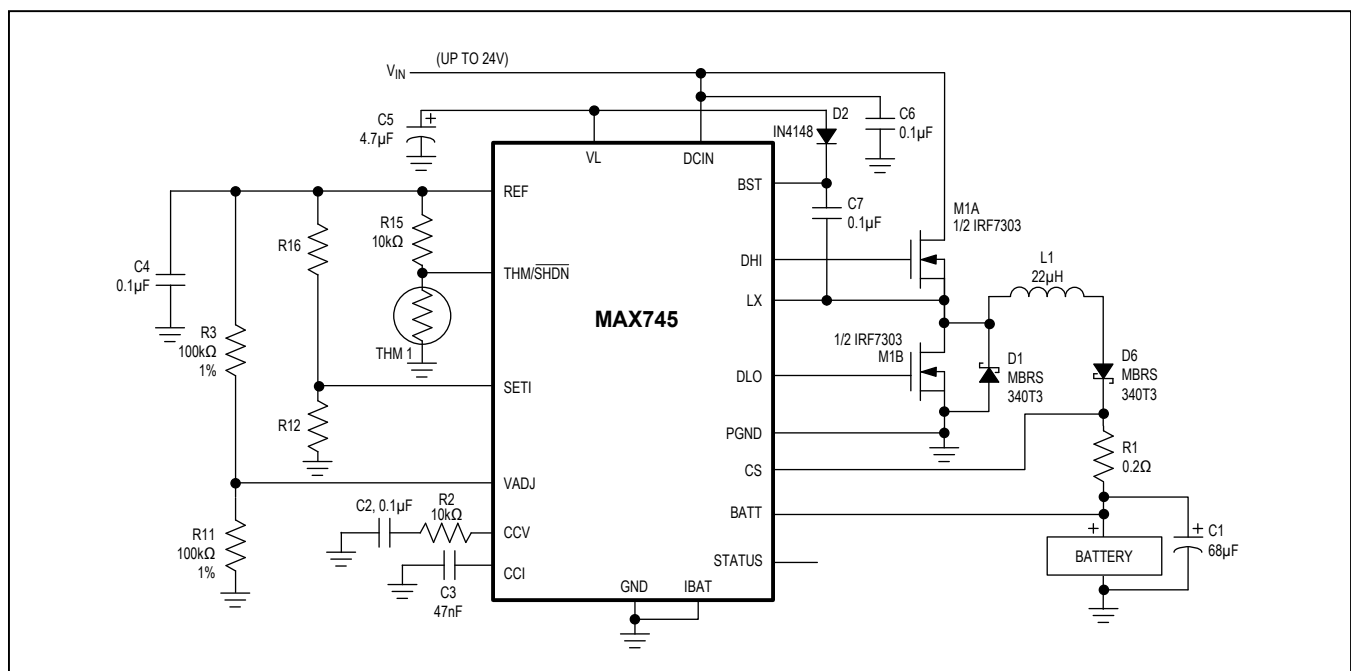 VIN (UP TO 24V)
C5
4.7µF
+
D2
IN4148
C6
0.1µF
VL
DCIN
REF
BST
C7
0.1µF
M1A
1/2 IRF7303
R15
10kΩ
R16
C4
0.1µF
THM/SHDN
DHI
L1
22µH
LX
MAX745
R3
100kΩ
1%
THM 1
1/2 IRF7303
M1B
D1
MBRS
340T3
D6
MBRS
340T3
DLO
SETI
R12
PGND
R1
0.2Ω
CS
VADJ
C2, 0.1µF
R2
10kΩ
BATT
CCV
R11
100kΩ
1%
+
+
C1
68µF
BATTERY
STATUS
CCI
C3
47nF
GND
IBAT